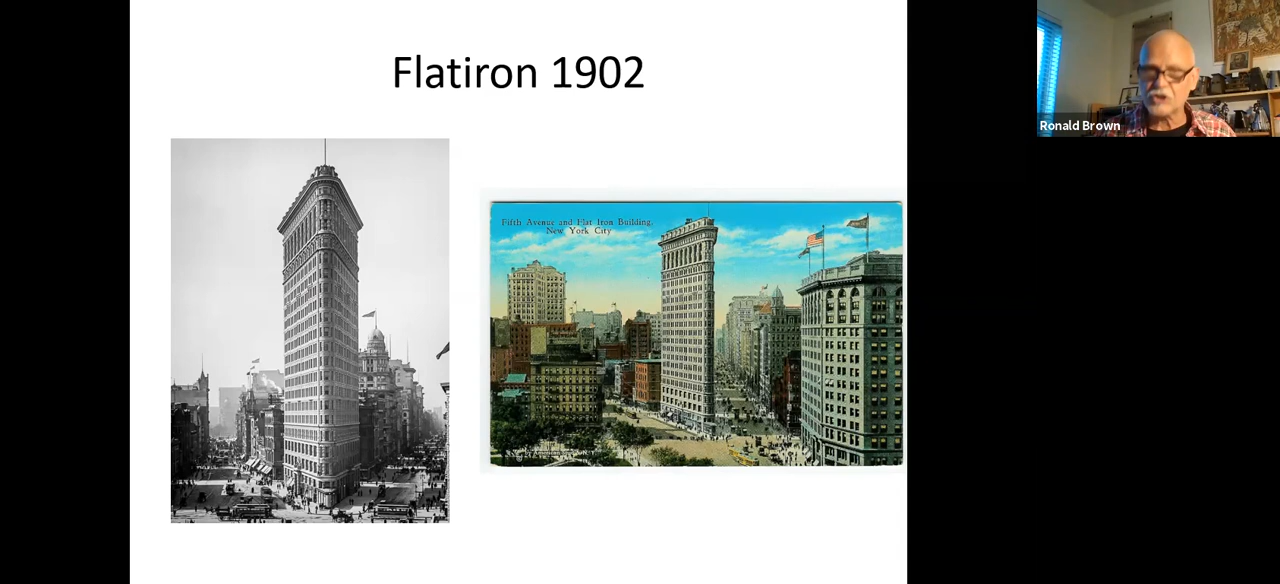 Flatiron 1902
Fifth Avenue and Flat Iron Building,
New York City
Ronald Brown